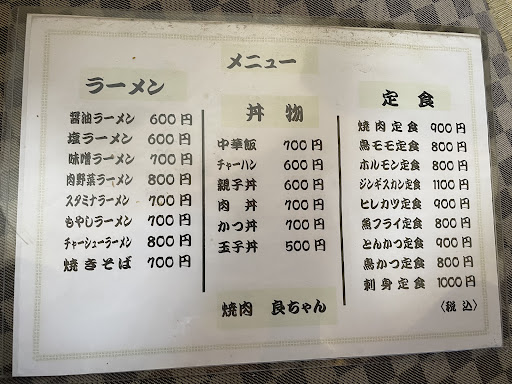 メニュー
ラーメン
醤油ラーメン 600円
塩ラーメン 600円
味噌ラーメン 700円
肉野菜ラーメン 800円
スタミナラーメン 700円
もやしラーメン 700円
チャーシューラーメン 800円
焼きそば 700円
丼物
中華飯 700円
チャーハン 600円
親子丼 600円
肉丼 700円
かつ丼 700円
玉子丼 500円
焼肉 良ちゃん
定食
焼肉定食 900円
鳥モモ定食 800円
ホルモン定食 800円
ジンギスカン定食 1100円
ヒレカツ定食 900円
魚フライ定食 800円
とんかつ定食 900円
鳥かつ定食 800円
刺身定食 1000円
〈税込〉